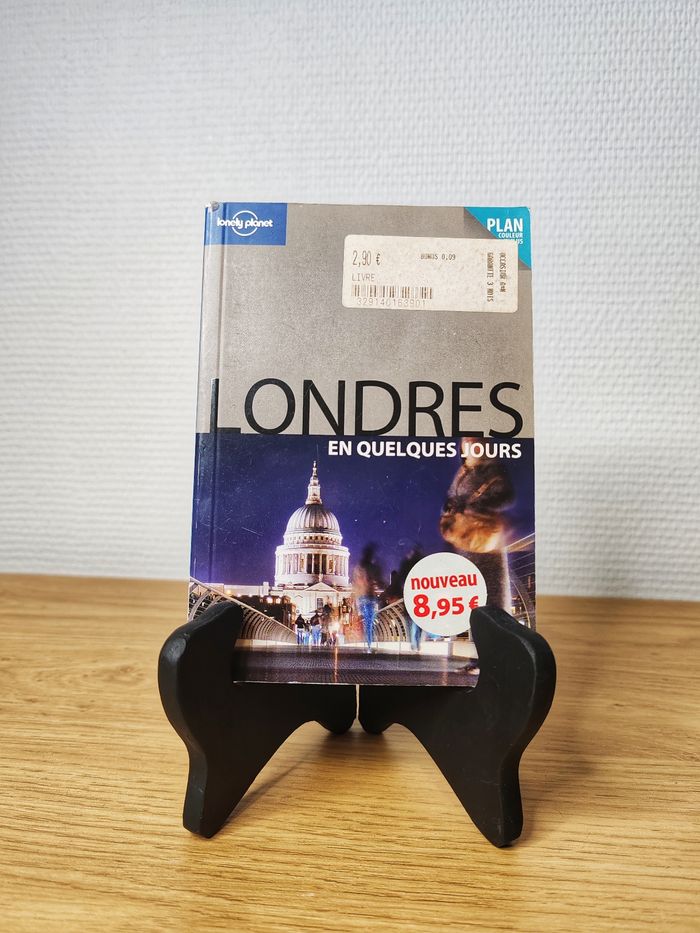 lonely planet
PLAN
COULEUR
2,90 €
BONUS 0.09
LIVRE
329140163901
GARANTIE 3 MOIS
LONDRES
EN QUELQUES JOURS
nouveau
8,95 €